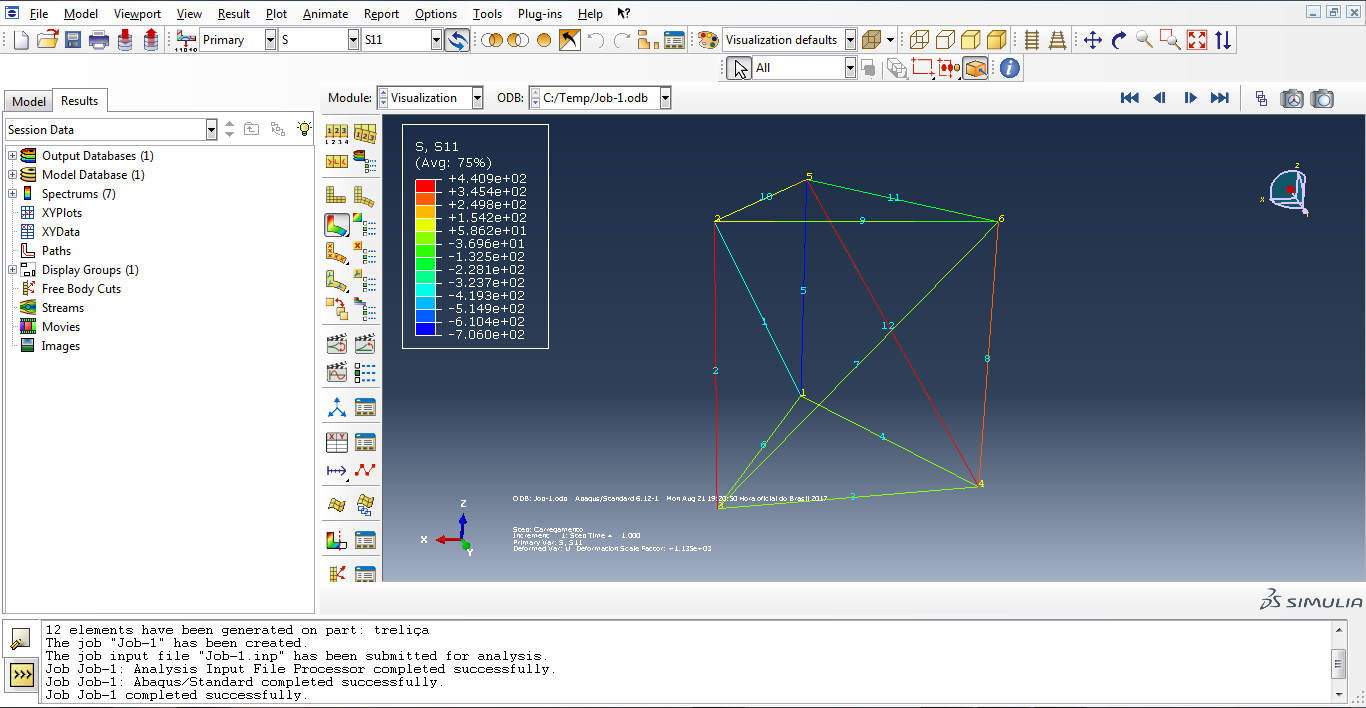 File Model Viewport View Result Plot Animate Report Options Tools Plug-ins Help
Primary S S11 Visualization defaults
All
Model Results
Module: Visualization ODB: C:/Temp/Job-1.odb
Session Data
Output Databases (1)
Model Database (1)
Spectrums (7)
XYPlots
XYData
Paths
Display Groups (1)
Free Body Cuts
Streams
Movies
Images
S, S11
(Avg: 75%)
+4.409e+02
+3.454e+02
+2.498e+02
+1.542e+02
+5.862e+01
-3.696e+01
-1.325e+02
-2.281e+02
-3.237e+02
-4.193e+02
-5.149e+02
-6.104e+02
-7.060e+02
5
10
11
2
9
6
5
1
12
2
7
8
1
6
4
4
3
3
Z
X
Y
z
x
ODB: Job-1.odb Abaqus/Standard 6.12-1 Mon Aug 21 19:20:50 Hora oficial do Brasil 2017
Step: Carregamento
Increment 1: Step Time = 1.000
Primary Var: S, S11
Deformed Var: U Deformation Scale Factor: +1.135e+03
SIMULIA
12 elements have been generated on part: treliça
The job "Job-1" has been created.
The job input file "Job-1.inp" has been submitted for analysis.
Job Job-1: Analysis Input File Processor completed successfully.
Job Job-1: Abaqus/Standard completed successfully.
Job Job-1 completed successfully.